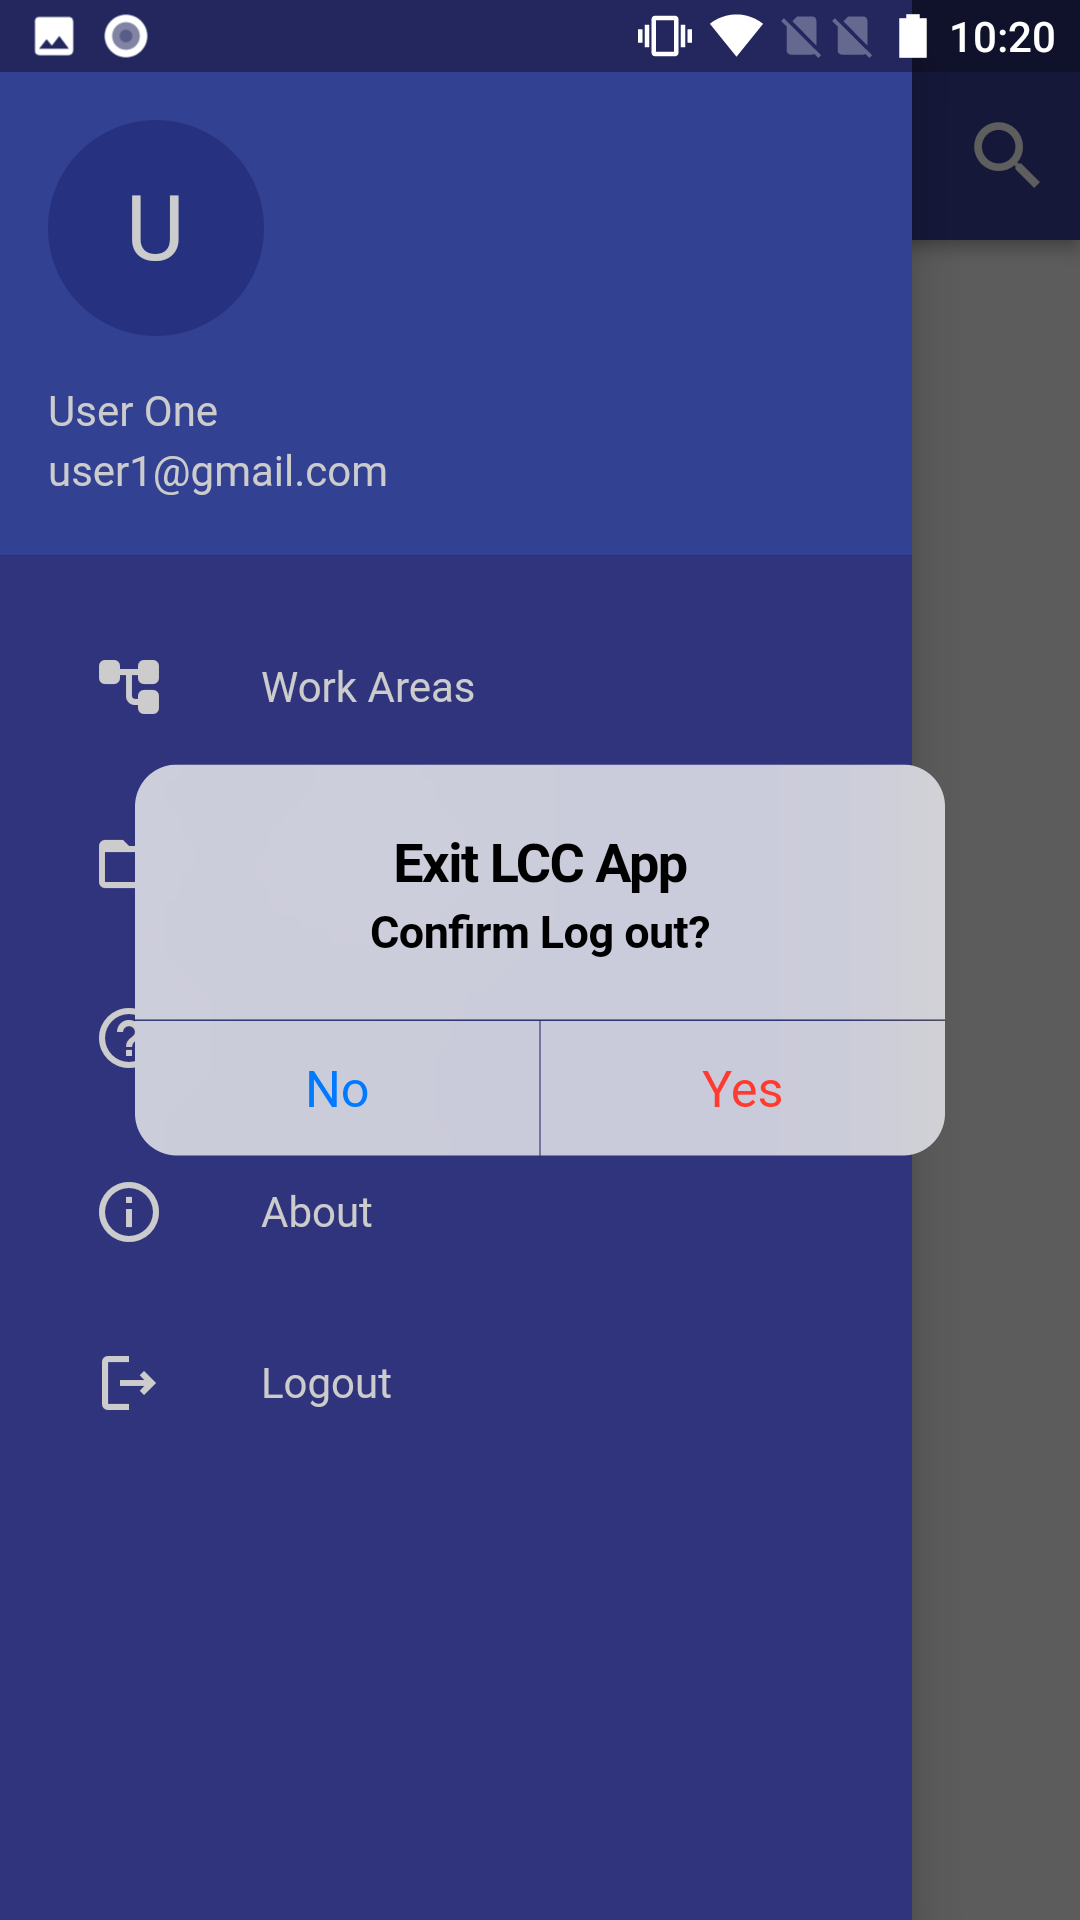 10:20
U
User One
user1@gmail.com
Work Areas
Exit LCC App
Confirm Log out?
No
Yes
About
Logout